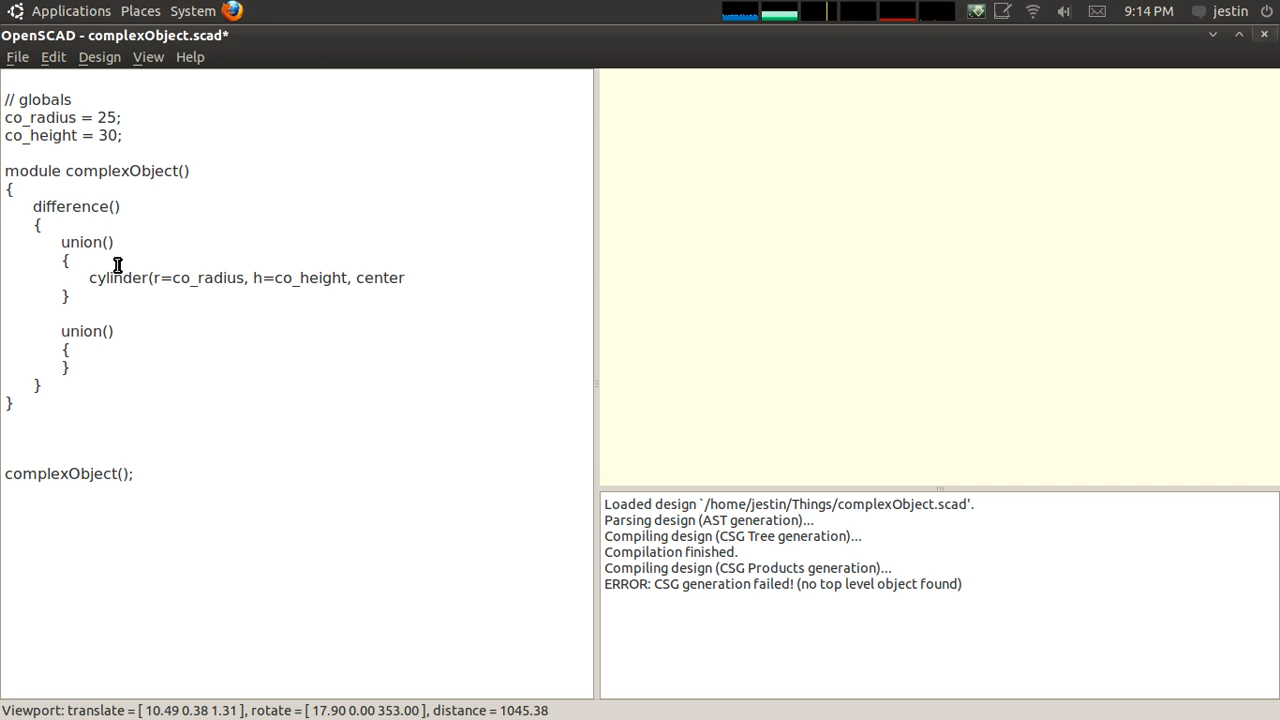 Applications Places System 9:14 PM jestin
OpenSCAD - complexObject.scad*
File Edit Design View Help
// globals
co_radius = 25;
co_height = 30;
module complexObject()
{
difference()
{
union()
{
cylinder(r=co_radius, h=co_height, center
}
union()
{
}
}
}
complexObject();
Loaded design `/home/jestin/Things/complexObject.scad'.
Parsing design (AST generation)...
Compiling design (CSG Tree generation)...
Compilation finished.
Compiling design (CSG Products generation)...
ERROR: CSG generation failed! (no top level object found)
Viewport: translate = [ 10.49 0.38 1.31 ], rotate = [ 17.90 0.00 353.00 ], distance = 1045.38